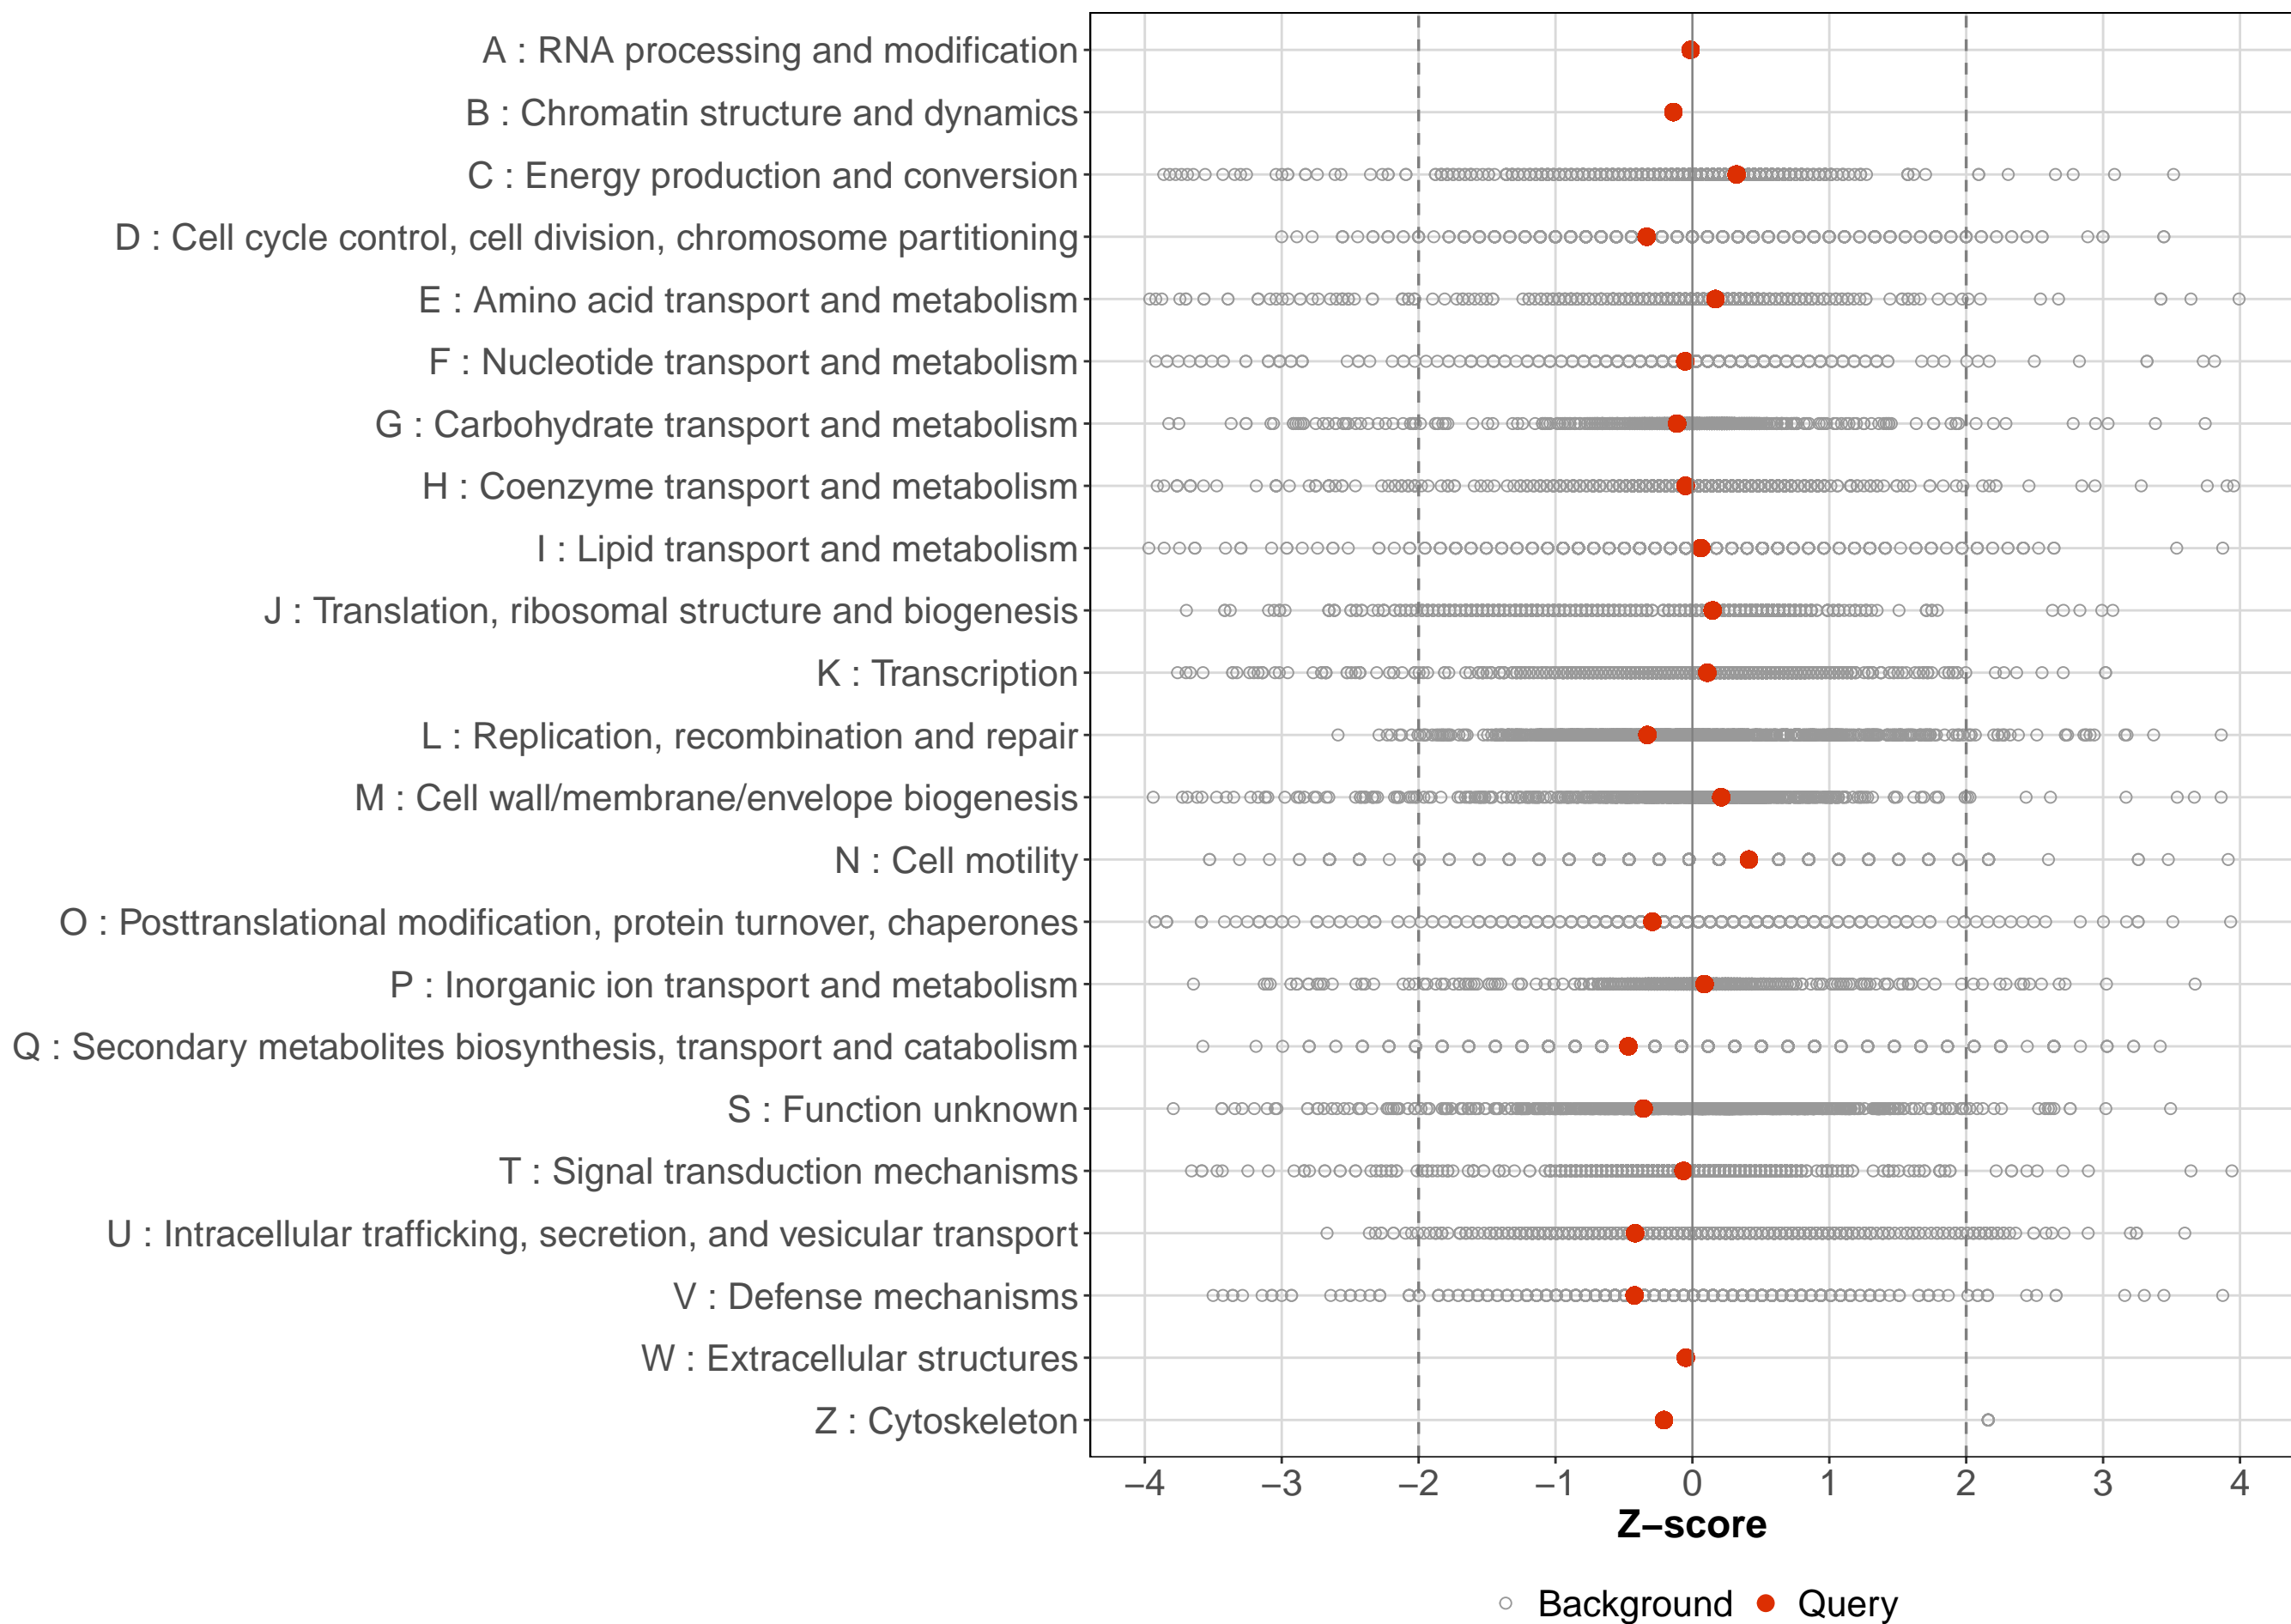 A : RNA processing and modification
B : Chromatin structure and dynamics
C : Energy production and conversion
D : Cell cycle control, cell division, chromosome partitioning
E : Amino acid transport and metabolism
F : Nucleotide transport and metabolism
G : Carbohydrate transport and metabolism
H : Coenzyme transport and metabolism
I : Lipid transport and metabolism
J : Translation, ribosomal structure and biogenesis
K : Transcription
L : Replication, recombination and repair
M : Cell wall/membrane/envelope biogenesis
N : Cell motility
O : Posttranslational modification, protein turnover, chaperones
P : Inorganic ion transport and metabolism
Q : Secondary metabolites biosynthesis, transport and catabolism
S : Function unknown
T : Signal transduction mechanisms
U : Intracellular trafficking, secretion, and vesicular transport
V : Defense mechanisms
W : Extracellular structures
Z : Cytoskeleton
−4 −3 −2 −1 0 1 2 3 4
Z−score
Background Query